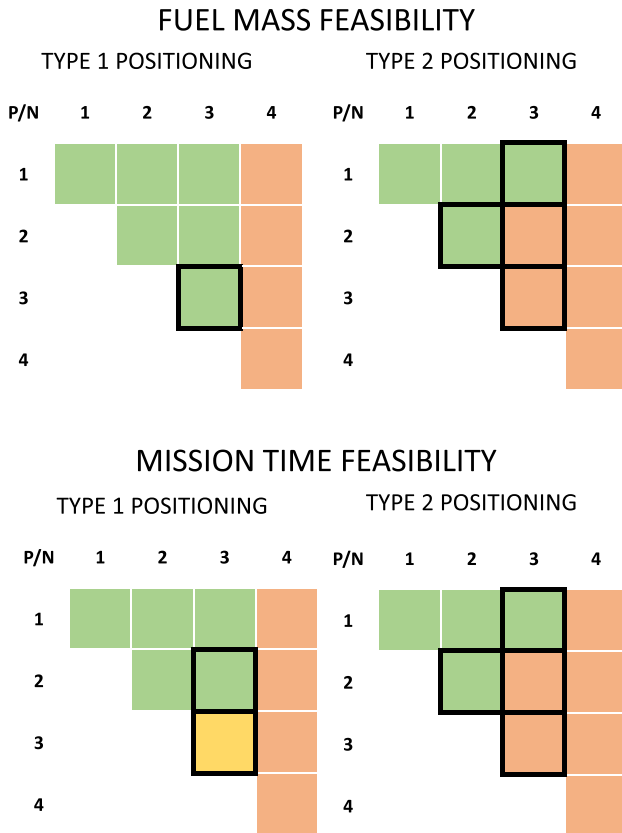 FUEL MASS FEASIBILITY
TYPE 1 POSITIONING TYPE 2 POSITIONING
P/N 1 2 3 4 P/N 1 2 3 4
1 1
2 2
3 3
4 4
MISSION TIME FEASIBILITY
TYPE 1 POSITIONING TYPE 2 POSITIONING
P/N 1 2 3 4 P/N 1 2 3 4
1 1
2 2
3 3
4 4